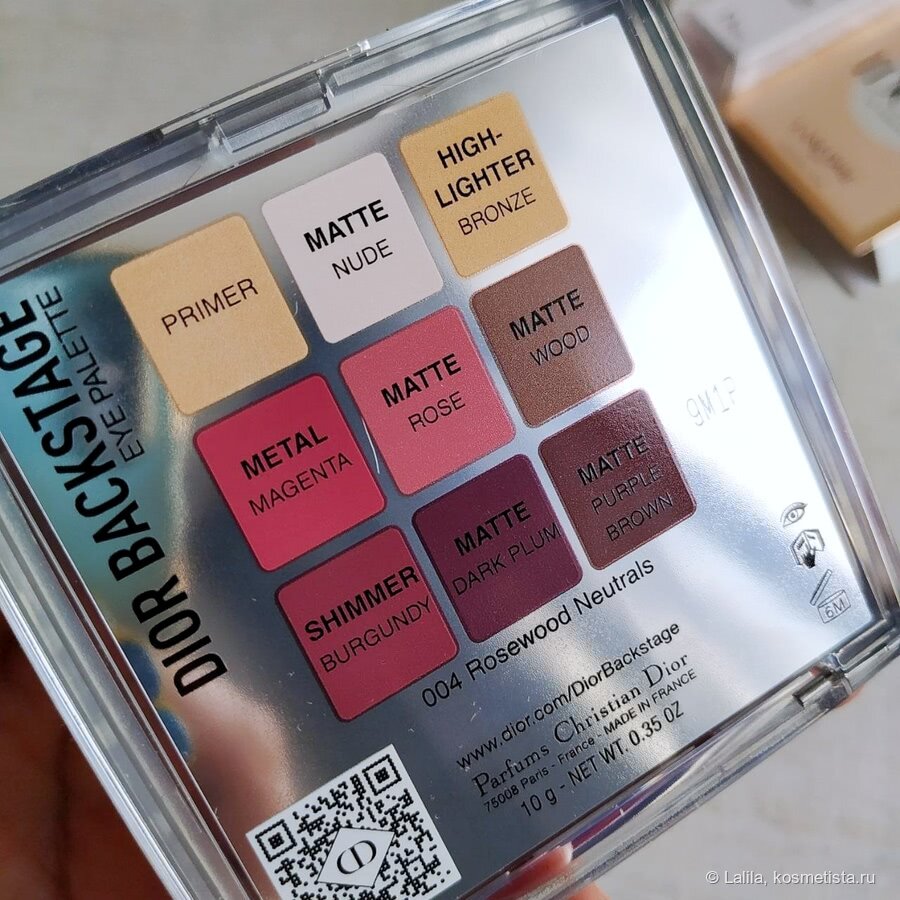 DIOR BACKSTAGE
EYE PALETTE
PRIMER
MATTE
NUDE
HIGH-
LIGHTER
BRONZE
METAL
MAGENTA
MATTE
ROSE
MATTE
WOOD
SHIMMER
BURGUNDY
MATTE
DARK PLUM
MATTE
PURPLE
BROWN
004 Rosewood Neutrals
www.dior.com/DiorBackstage
Parfums Christian Dior
75008 Paris - France - MADE IN FRANCE
10 g - NET WT. 0.35 OZ
6M
CD
© Lalila, kosmetista.ru